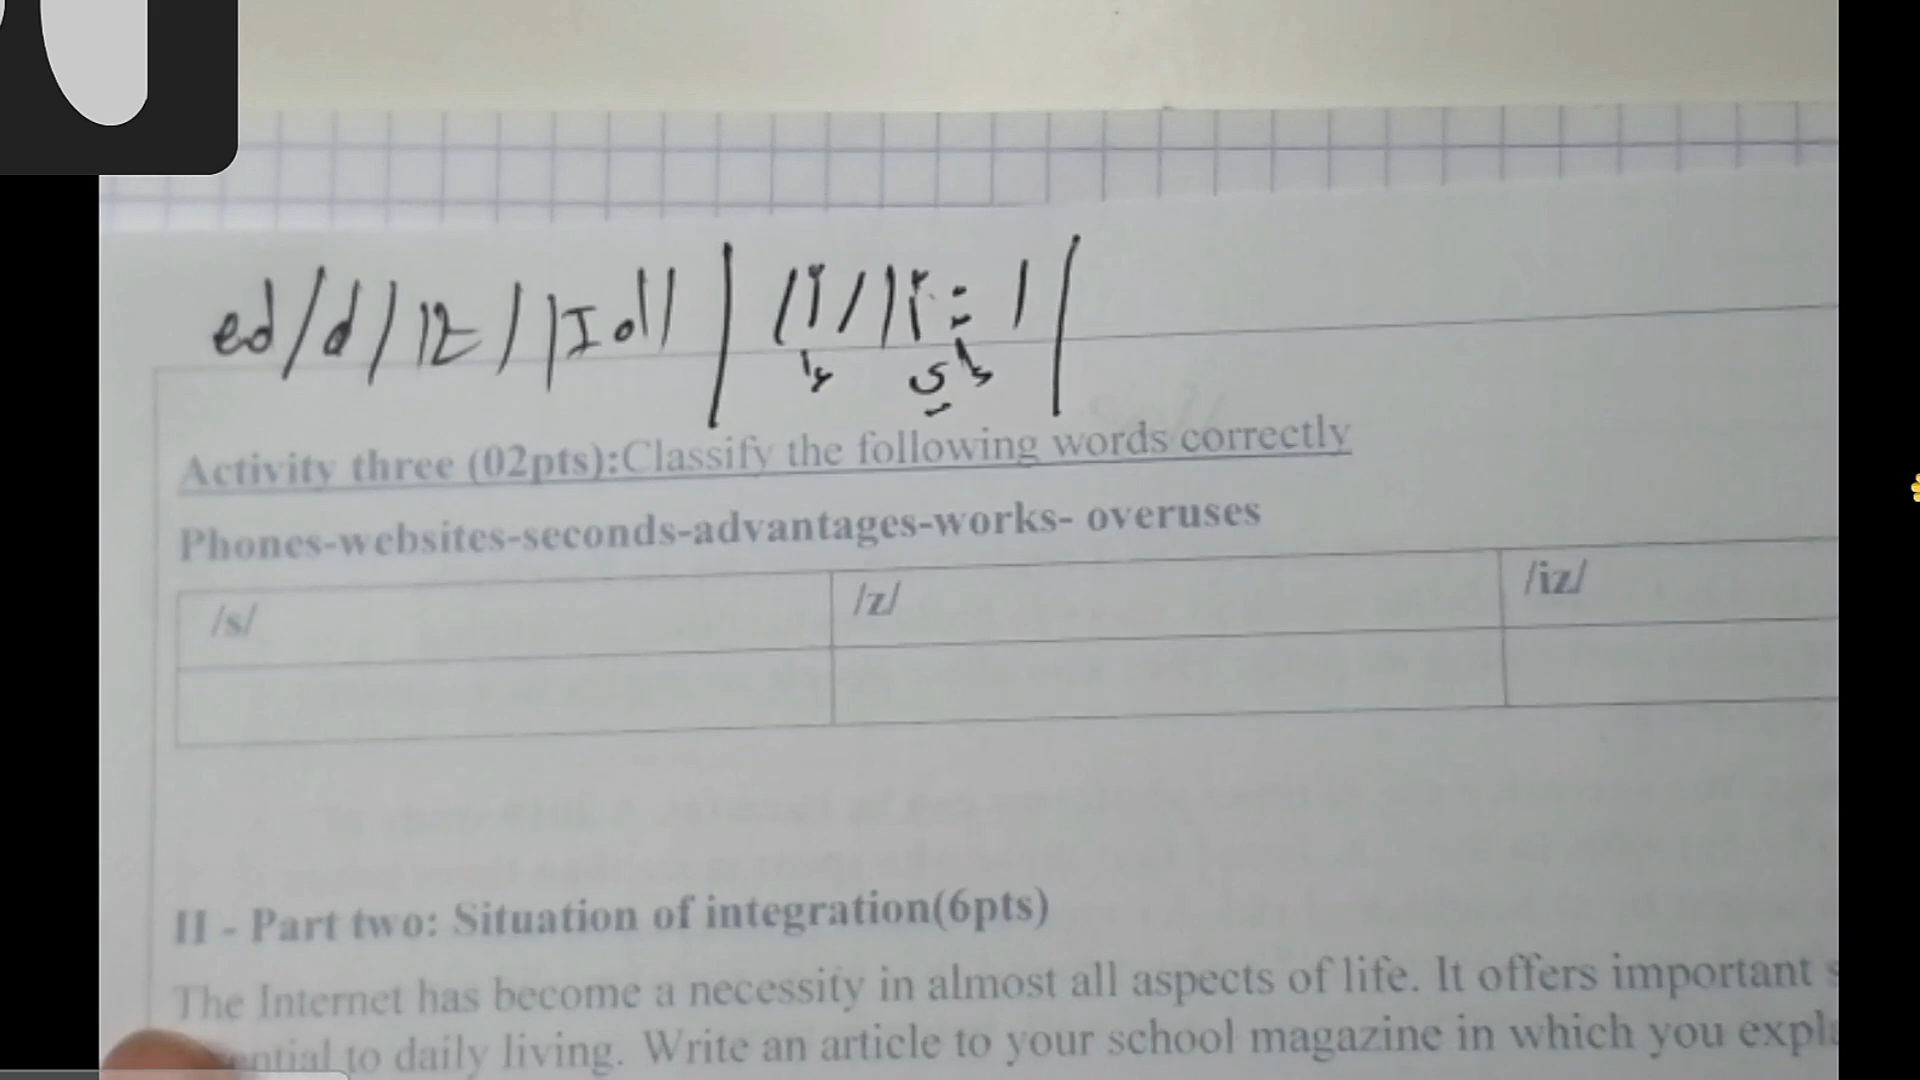 ed/d/ /t/ /Id/ | /i/ /i:/ |
Activity three (02pts):Classify the following words correctly
Phones-websites-seconds-advantages-works- overuses
/s/ /z/ /iz/
II - Part two: Situation of integration(6pts)
The Internet has become a necessity in almost all aspects of life. It offers important
ential to daily living. Write an article to your school magazine in which you expla